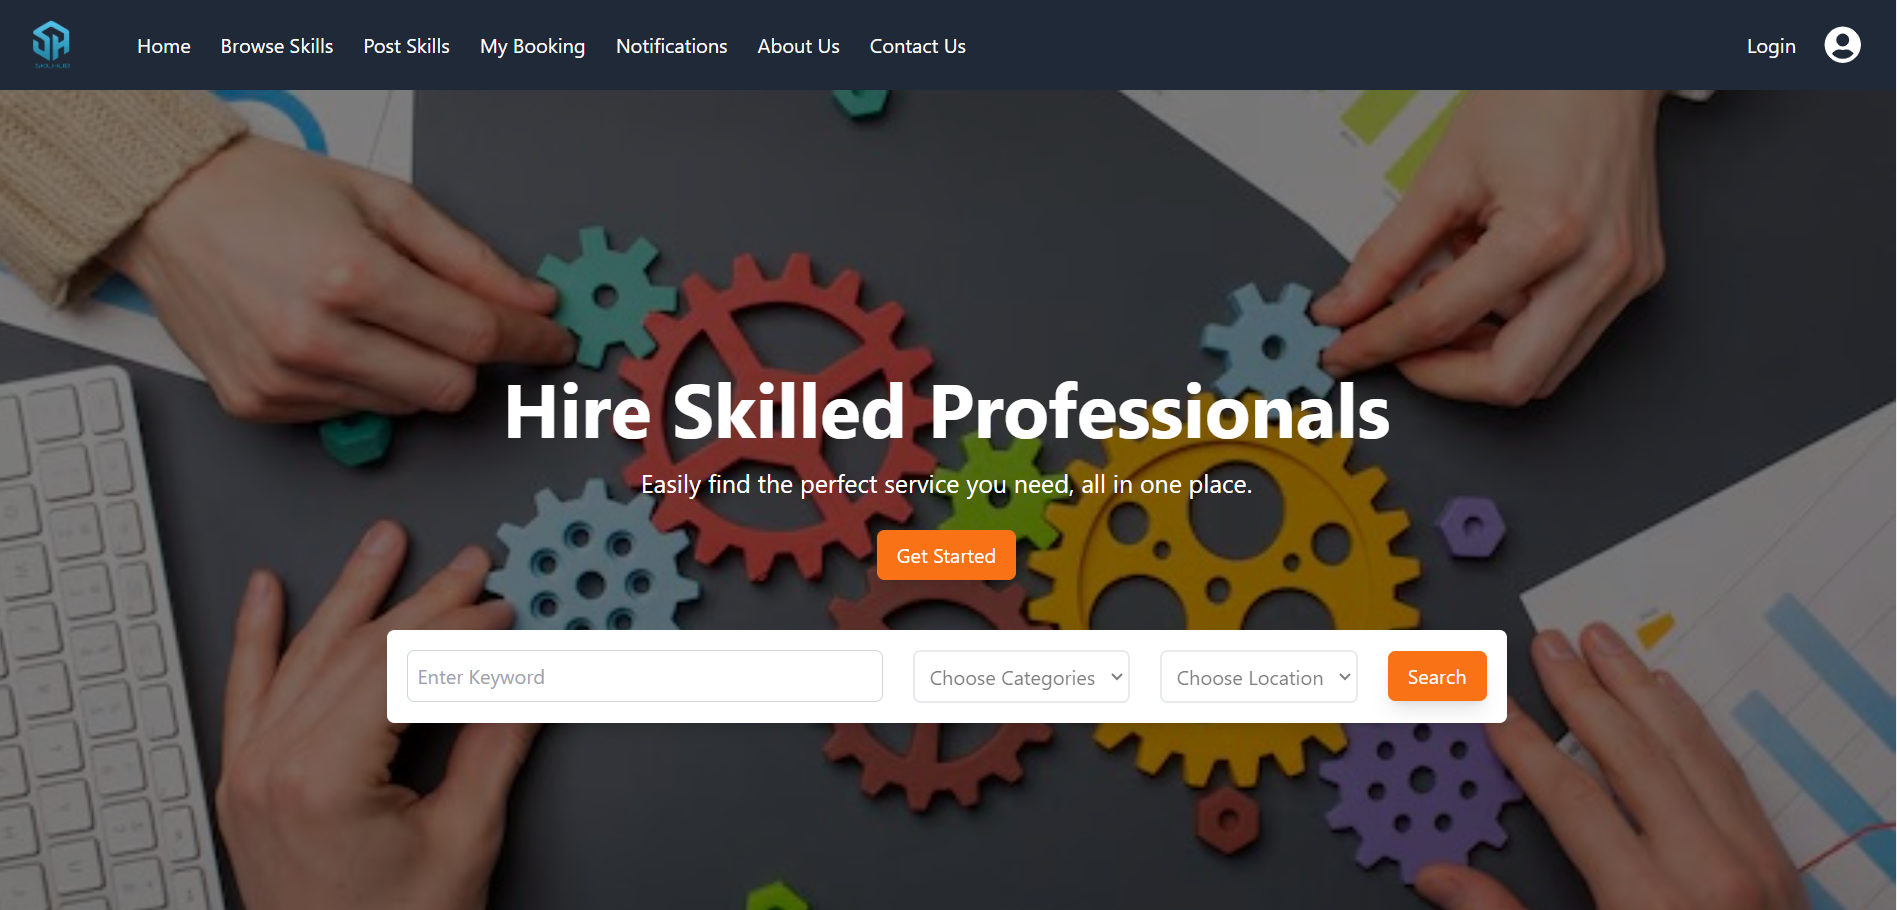 SKILLHUB
Home
Browse Skills
Post Skills
My Booking
Notifications
About Us
Contact Us
Login
Hire Skilled Professionals
Easily find the perfect service you need, all in one place.
Get Started
Enter Keyword
Choose Categories
Choose Location
Search